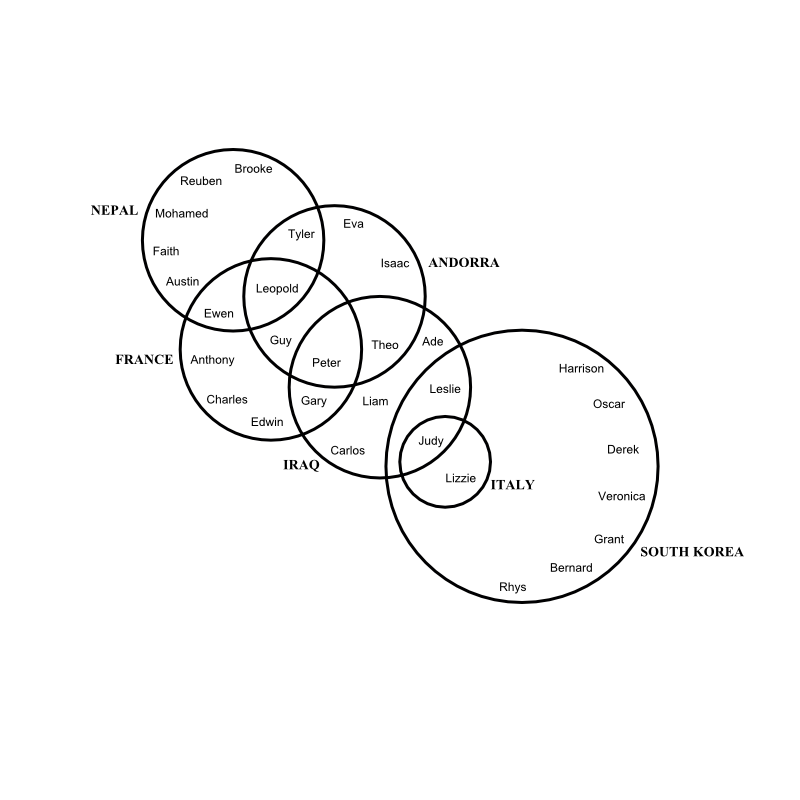 Brooke
Reuben
NEPAL
Mohamed
Eva
Tyler
Faith
Isaac
ANDORRA
Austin
Leopold
Ewen
Guy
Theo
Ade
FRANCE
Anthony
Peter
Harrison
Leslie
Charles
Gary
Liam
Oscar
Edwin
Judy
Carlos
Derek
IRAQ
Lizzie
ITALY
Veronica
Grant
SOUTH KOREA
Bernard
Rhys